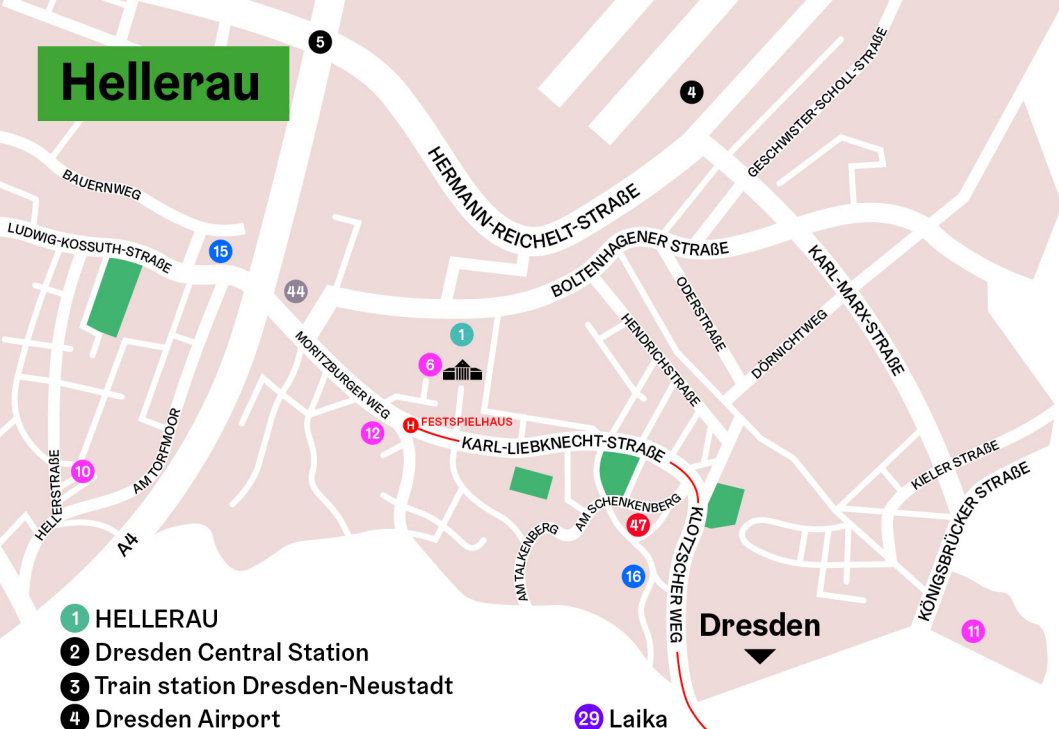 5
Hellerau
4
GESCHWISTER-SCHOLL-STRAßE
HERMANN-REICHELT-STRAßE
BAUERNWEG
LUDWIG-KOSSUTH-STRAßE
15
BOLTENHAGENER STRAßE
KARL-MARX-STRAßE
44
ODERSTRAßE
HENDRICHSTRAßE
DÖRNICHTWEG
1
6
MORITZBURGER WEG
H FESTSPIELHAUS
12
KARL-LIEBKNECHT-STRAßE
10
AM TORFMOOR
HELLERSTRAßE
KIELER STRAßE
KÖNIGSBRÜCKER STRAßE
AM SCHENKENBERG
47
A4
AM TALKENBERG
KLOTZSCHER WEG
16
11
Dresden
1 HELLERAU
2 Dresden Central Station
3 Train station Dresden-Neustadt
4 Dresden Airport
29 Laika